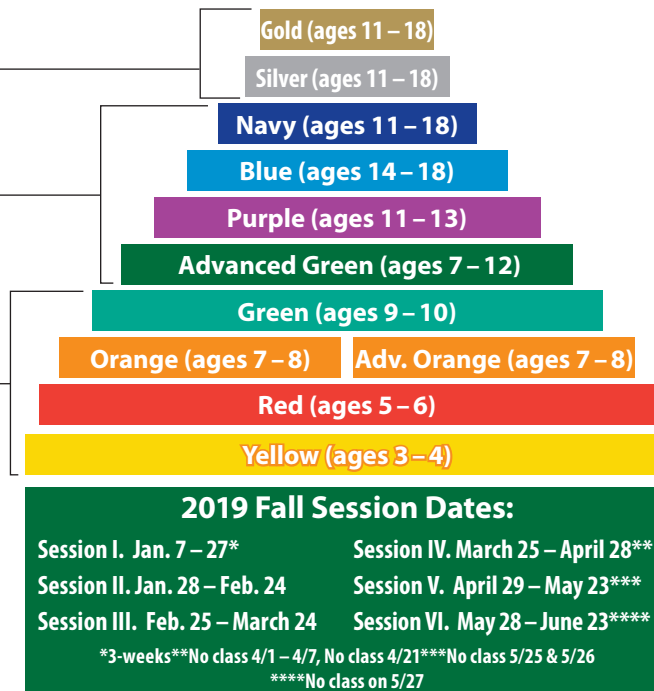 Gold (ages 11 – 18)
Silver (ages 11 – 18)
Navy (ages 11 – 18)
Blue (ages 14 – 18)
Purple (ages 11 – 13)
Advanced Green (ages 7 – 12)
Green (ages 9 – 10)
Orange (ages 7 – 8) Adv. Orange (ages 7 – 8)
Red (ages 5 – 6)
Yellow (ages 3 – 4)
2019 Fall Session Dates:
Session I. Jan. 7 – 27*
Session II. Jan. 28 – Feb. 24
Session III. Feb. 25 – March 24
Session IV. March 25 – April 28**
Session V. April 29 – May 23***
Session VI. May 28 – June 23****
*3-weeks**No class 4/1 – 4/7, No class 4/21***No class 5/25 & 5/26
****No class on 5/27